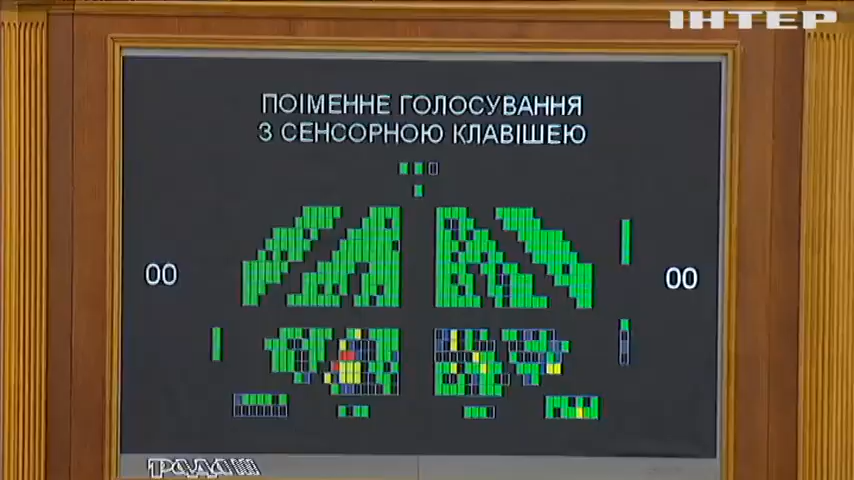 ІНТЕР
ПОІМЕННЕ ГОЛОСУВАННЯ
З СЕНСОРНОЮ КЛАВІШЕЮ
00
00
РАДА